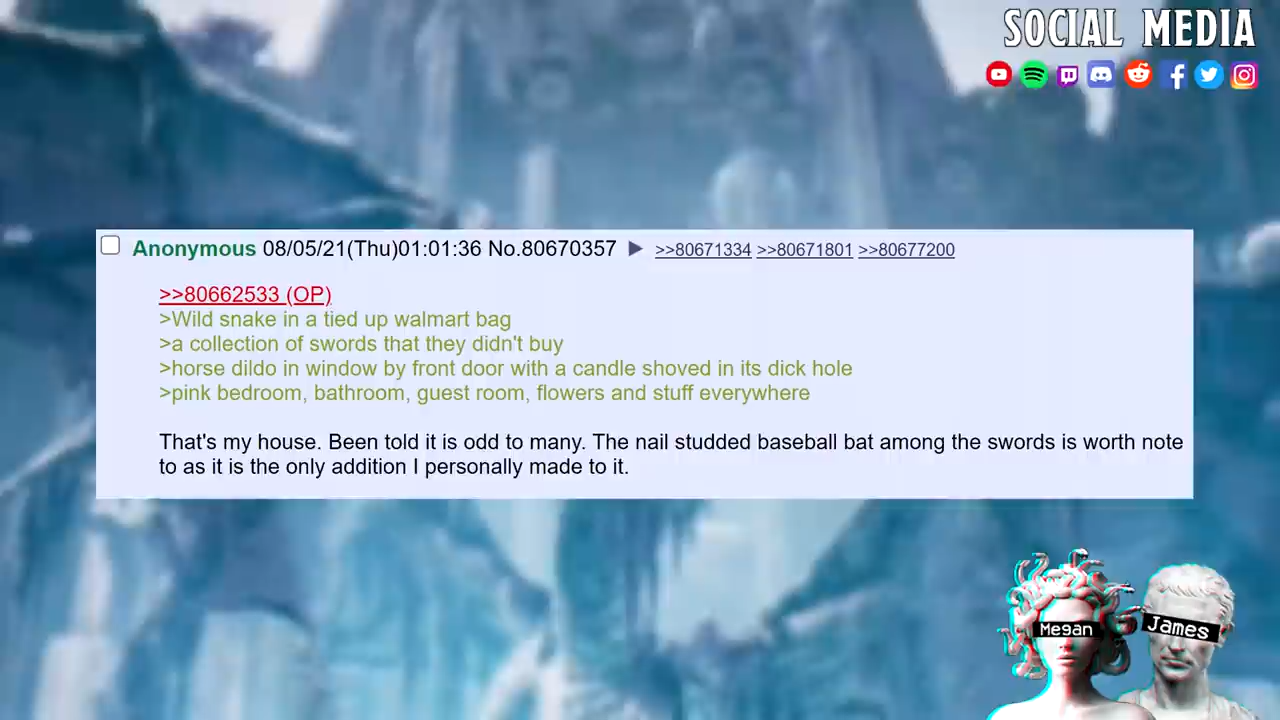 SOCIAL MEDIA
Anonymous 08/05/21(Thu)01:01:36 No.80670357 ▶ >>80671334 >>80671801 >>80677200
>>80662533 (OP)
>Wild snake in a tied up walmart bag
>a collection of swords that they didn't buy
>horse dildo in window by front door with a candle shoved in its dick hole
>pink bedroom, bathroom, guest room, flowers and stuff everywhere
That's my house. Been told it is odd to many. The nail studded baseball bat among the swords is worth note
to as it is the only addition I personally made to it.
Megan
James